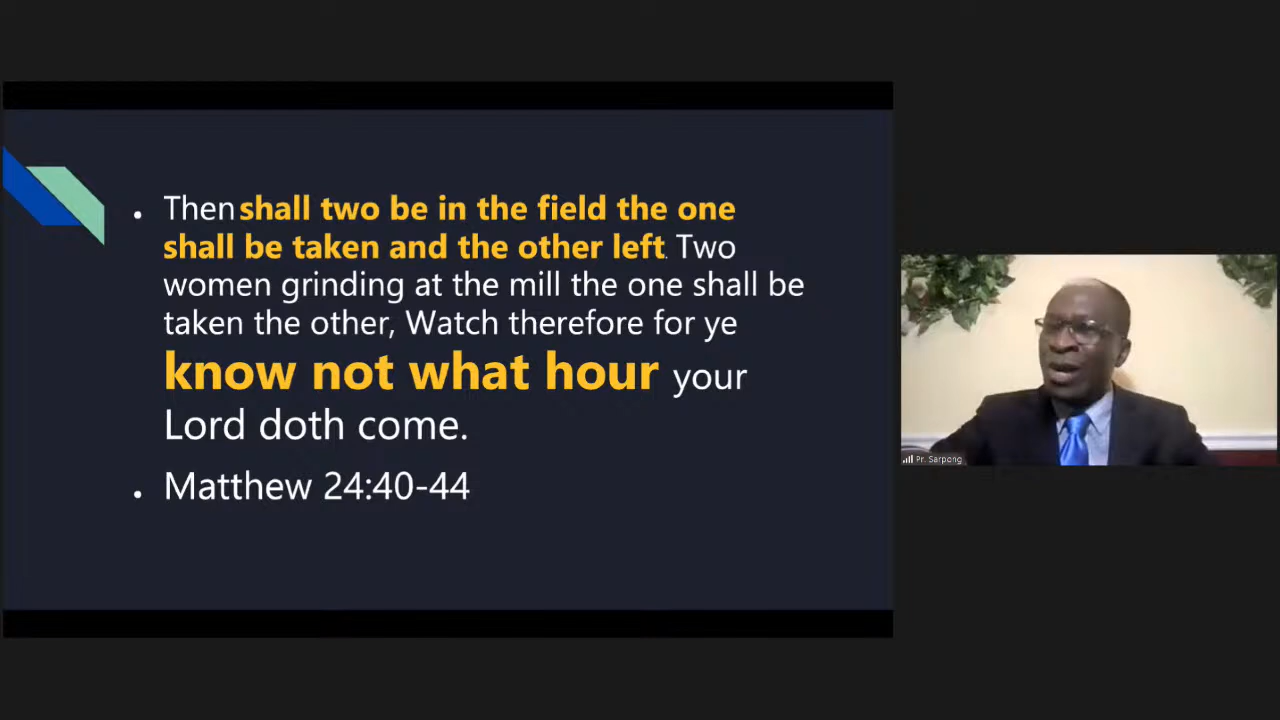 Then shall two be in the field the one
shall be taken and the other left. Two
women grinding at the mill the one shall be
taken the other, Watch therefore for ye
know not what hour your
Lord doth come.
Matthew 24:40-44
Pr. Sarpong